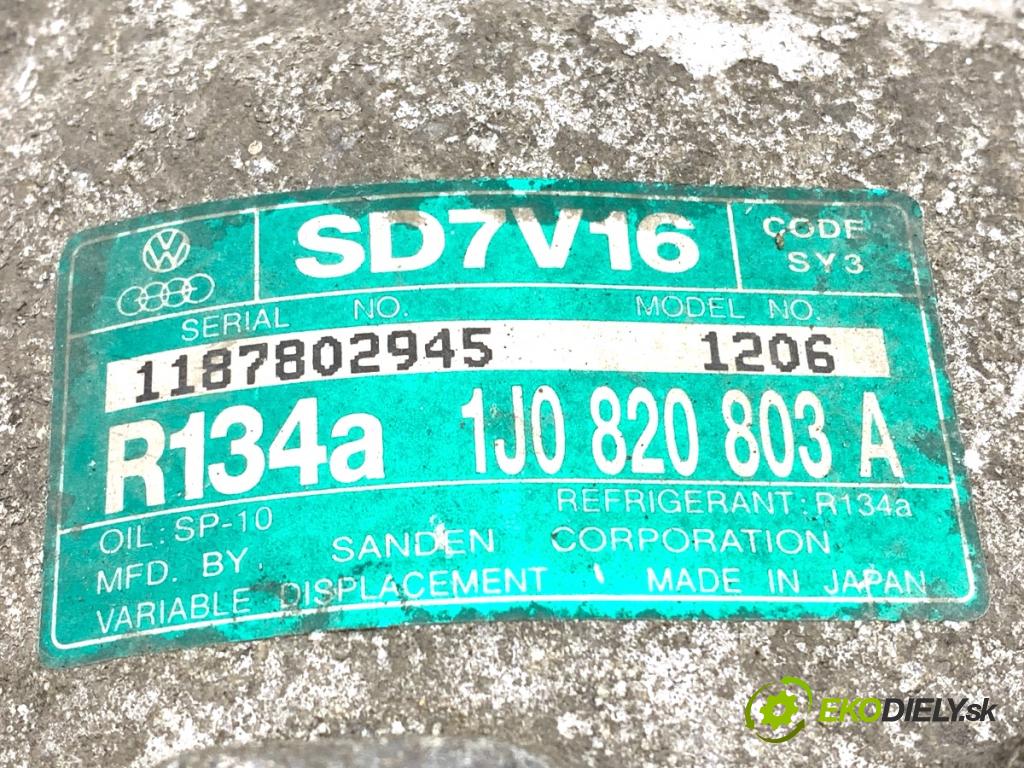 SD7V16
CODE
SY3
SERIAL NO. MODEL NO.
1187802945 1206
R134a 1J0 820 803 A
OIL: SP-10 REFRIGERANT: R134a
MFD. BY SANDEN CORPORATION
VARIABLE DISPLACEMENT MADE IN JAPAN
EKODIELY.sk